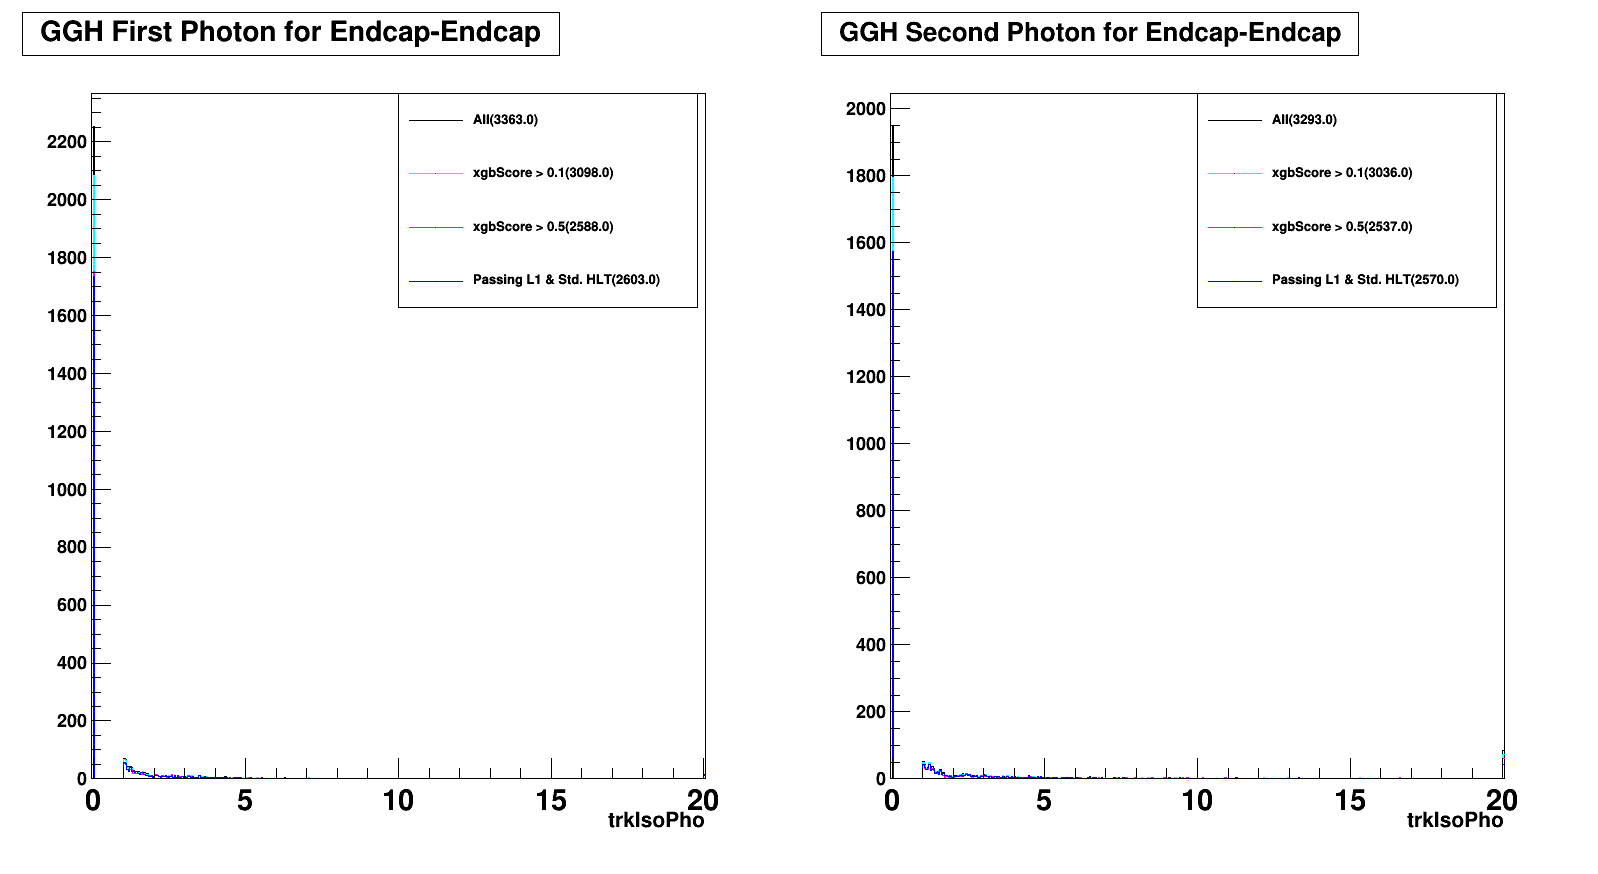 GGH First Photon for Endcap-Endcap
All(3363.0)
xgbScore > 0.1(3098.0)
xgbScore > 0.5(2588.0)
Passing L1 & Std. HLT(2603.0)
2200
2000
1800
1600
1400
1200
1000
800
600
400
200
0
0 5 10 15 20
trkIsoPho
GGH Second Photon for Endcap-Endcap
All(3293.0)
xgbScore > 0.1(3036.0)
xgbScore > 0.5(2537.0)
Passing L1 & Std. HLT(2570.0)
2000
1800
1600
1400
1200
1000
800
600
400
200
0
0 5 10 15 20
trkIsoPho